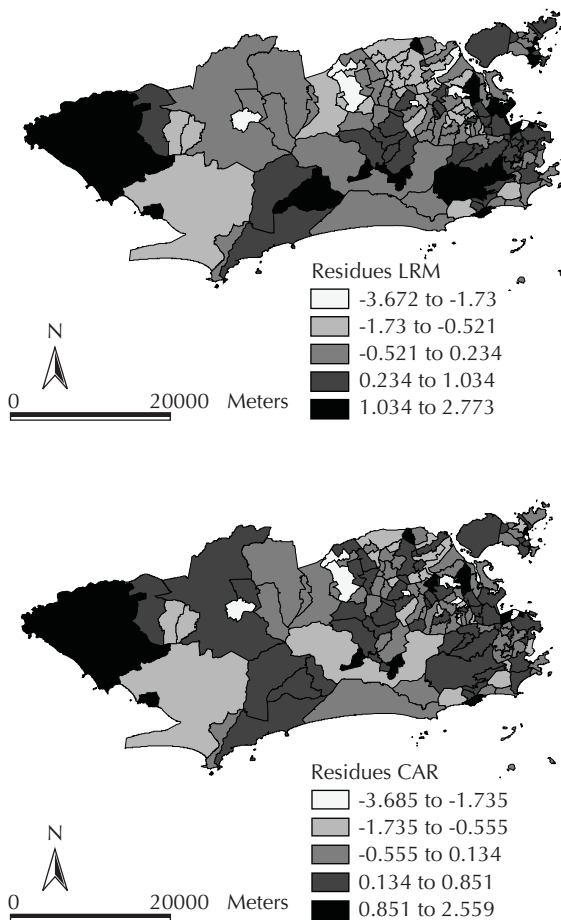 Residues LRM
-3.672 to -1.73
-1.73 to -0.521
-0.521 to 0.234
0.234 to 1.034
1.034 to 2.773
N
0 20000 Meters
Residues CAR
-3.685 to -1.735
-1.735 to -0.555
-0.555 to 0.134
0.134 to 0.851
0.851 to 2.559
N
0 20000 Meters